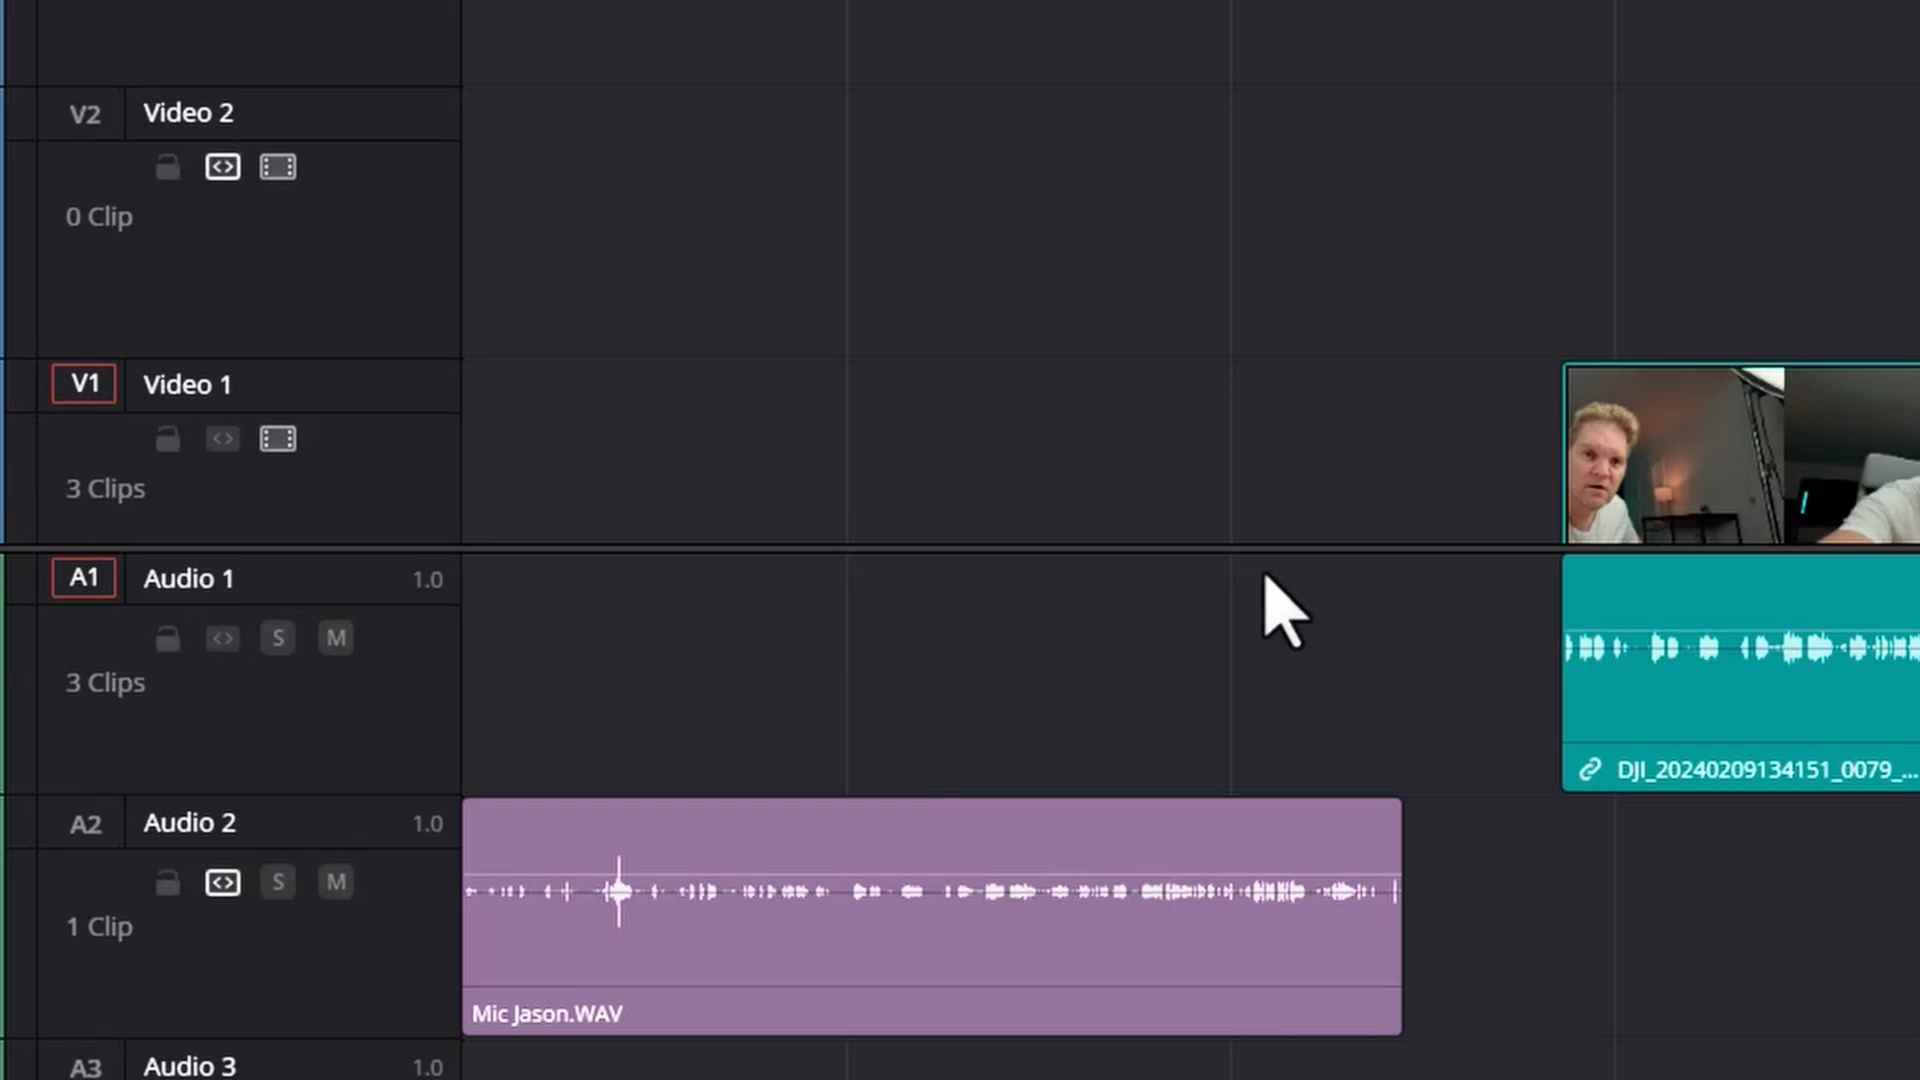 V2 Video 2
0 Clip
V1 Video 1
3 Clips
A1 Audio 1 1.0
S M
3 Clips
DJI_20240209134151_0079_...
A2 Audio 2 1.0
S M
1 Clip
Mic Jason.WAV
A3 Audio 3 1.0